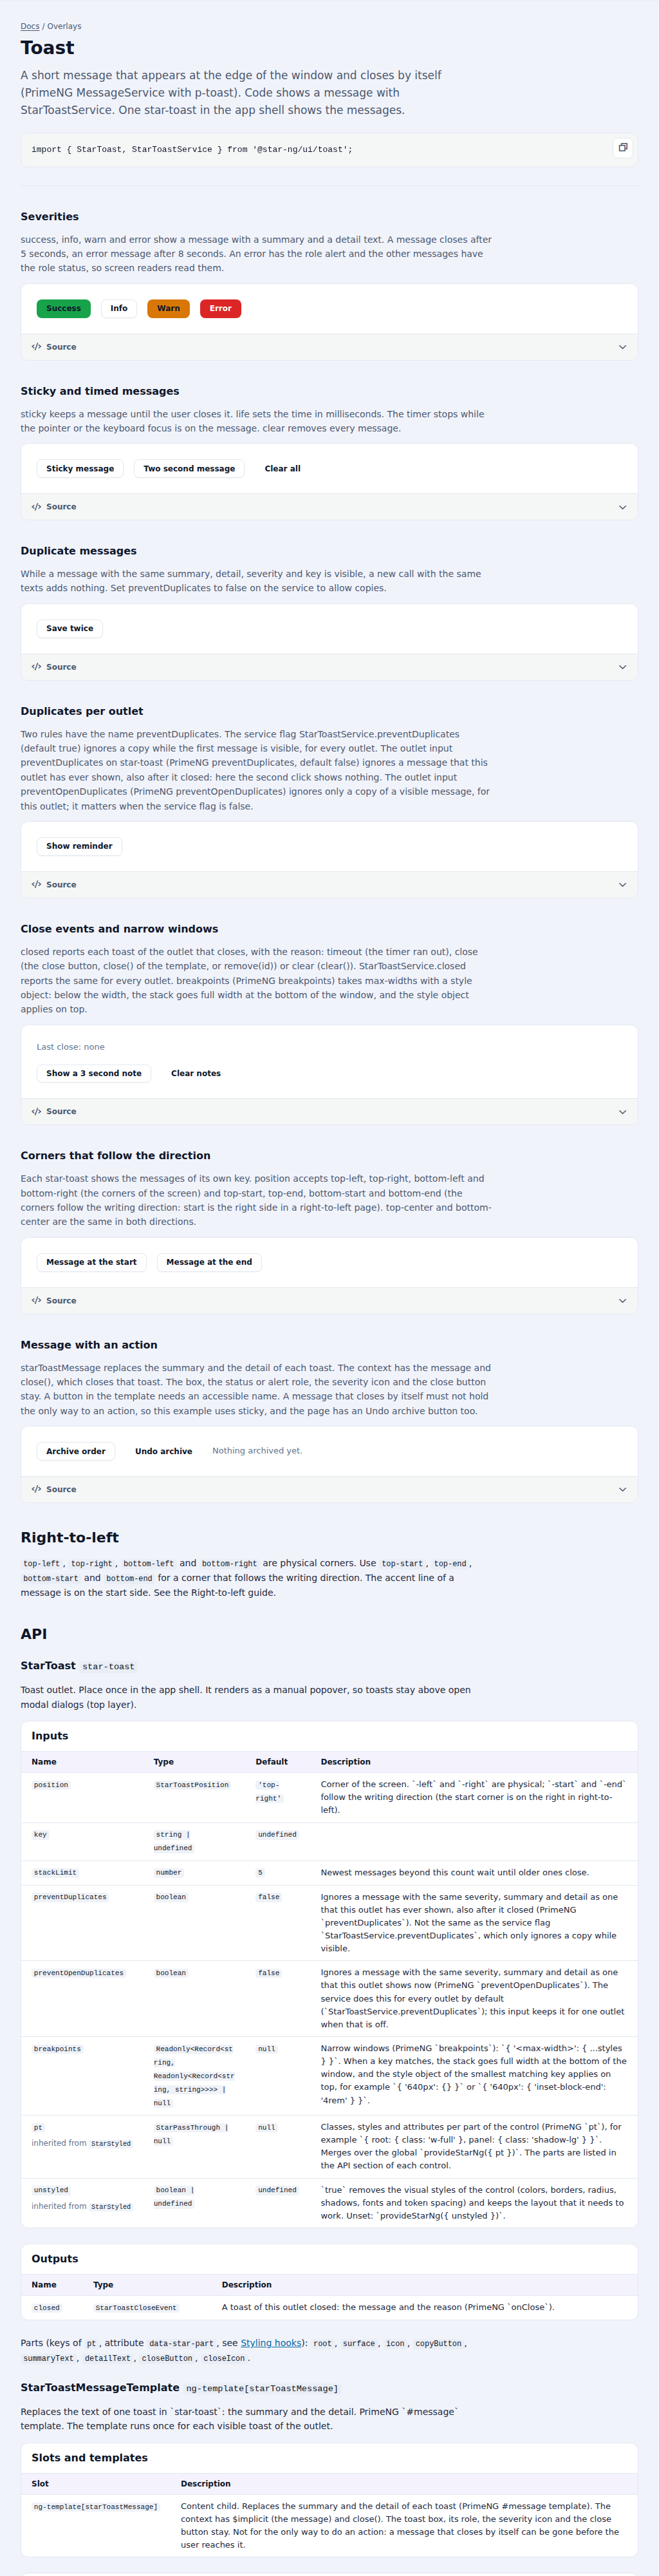 Docs / Overlays
Toast
A short message that appears at the edge of the window and closes by itself
(PrimeNG MessageService with p-toast). Code shows a message with
StarToastService. One star-toast in the app shell shows the messages.
import { StarToast, StarToastService } from '@star-ng/ui/toast';
Severities
success, info, warn and error show a message with a summary and a detail text. A message closes after
5 seconds, an error message after 8 seconds. An error has the role alert and the other messages have
the role status, so screen readers read them.
Success Info Warn Error
Source
Sticky and timed messages
sticky keeps a message until the user closes it. life sets the time in milliseconds. The timer stops while
the pointer or the keyboard focus is on the message. clear removes every message.
Sticky message Two second message Clear all
Source
Duplicate messages
While a message with the same summary, detail, severity and key is visible, a new call with the same
texts adds nothing. Set preventDuplicates to false on the service to allow copies.
Save twice
Source
Duplicates per outlet
Two rules have the name preventDuplicates. The service flag StarToastService.preventDuplicates
(default true) ignores a copy while the first message is visible, for every outlet. The outlet input
preventDuplicates on star-toast (PrimeNG preventDuplicates, default false) ignores a message that this
outlet has ever shown, also after it closed: here the second click shows nothing. The outlet input
preventOpenDuplicates (PrimeNG preventOpenDuplicates) ignores only a copy of a visible message, for
this outlet; it matters when the service flag is false.
Show reminder
Source
Close events and narrow windows
closed reports each toast of the outlet that closes, with the reason: timeout (the timer ran out), close
(the close button, close() of the template, or remove(id)) or clear (clear()). StarToastService.closed
reports the same for every outlet. breakpoints (PrimeNG breakpoints) takes max-widths with a style
object: below the width, the stack goes full width at the bottom of the window, and the style object
applies on top.
Last close: none
Show a 3 second note Clear notes
Source
Corners that follow the direction
Each star-toast shows the messages of its own key. position accepts top-left, top-right, bottom-left and
bottom-right (the corners of the screen) and top-start, top-end, bottom-start and bottom-end (the
corners follow the writing direction: start is the right side in a right-to-left page). top-center and bottom-
center are the same in both directions.
Message at the start Message at the end
Source
Message with an action
starToastMessage replaces the summary and the detail of each toast. The context has the message and
close(), which closes that toast. The box, the status or alert role, the severity icon and the close button
stay. A button in the template needs an accessible name. A message that closes by itself must not hold
the only way to an action, so this example uses sticky, and the page has an Undo archive button too.
Archive order Undo archive Nothing archived yet.
Source
Right-to-left
top-left, top-right, bottom-left and bottom-right are physical corners. Use top-start, top-end,
bottom-start and bottom-end for a corner that follows the writing direction. The accent line of a
message is on the start side. See the Right-to-left guide.
API
StarToast star-toast
Toast outlet. Place once in the app shell. It renders as a manual popover, so toasts stay above open
modal dialogs (top layer).
Inputs
Name Type Default Description
position StarToastPosition 'top- Corner of the screen. `-left` and `-right` are physical; `-start` and `-end`
right' follow the writing direction (the start corner is on the right in right-to-
left).
key string | undefined
undefined
stackLimit number 5 Newest messages beyond this count wait until older ones close.
preventDuplicates boolean false Ignores a message with the same severity, summary and detail as one
that this outlet has ever shown, also after it closed (PrimeNG
`preventDuplicates`). Not the same as the service flag
`StarToastService.preventDuplicates`, which only ignores a copy while
visible.
preventOpenDuplicates boolean false Ignores a message with the same severity, summary and detail as one
that this outlet shows now (PrimeNG `preventOpenDuplicates`). The
service does this for every outlet by default
(`StarToastService.preventDuplicates`); this input keeps it for one outlet
when that is off.
breakpoints Readonly<Record<st null Narrow windows (PrimeNG `breakpoints`): `{ '<max-width>': { ...styles
ring, } }`. When a key matches, the stack goes full width at the bottom of the
Readonly<Record<str window, and the style object of the smallest matching key applies on
ing, string>>>> | top, for example `{ '640px': {} }` or `{ '640px': { 'inset-block-end':
null '4rem' } }`.
pt StarPassThrough | null Classes, styles and attributes per part of the control (PrimeNG `pt`), for
inherited from StarStyled null example `{ root: { class: 'w-full' }, panel: { class: 'shadow-lg' } }`.
Merges over the global `provideStarNg({ pt })`. The parts are listed in
the API section of each control.
unstyled boolean | undefined `true` removes the visual styles of the control (colors, borders, radius,
inherited from StarStyled undefined shadows, fonts and token spacing) and keeps the layout that it needs to
work. Unset: `provideStarNg({ unstyled })`.
Outputs
Name Type Description
closed StarToastCloseEvent A toast of this outlet closed: the message and the reason (PrimeNG `onClose`).
Parts (keys of pt, attribute data-star-part, see Styling hooks): root, surface, icon, copyButton,
summaryText, detailText, closeButton, closeIcon.
StarToastMessageTemplate ng-template[starToastMessage]
Replaces the text of one toast in `star-toast`: the summary and the detail. PrimeNG `#message`
template. The template runs once for each visible toast of the outlet.
Slots and templates
Slot Description
ng-template[starToastMessage] Content child. Replaces the summary and the detail of each toast (PrimeNG #message template). The
context has $implicit (the message) and close(). The toast box, its role, the severity icon and the close
button stay. Not for the only way to do an action: a message that closes by itself can be gone before the
user reaches it.